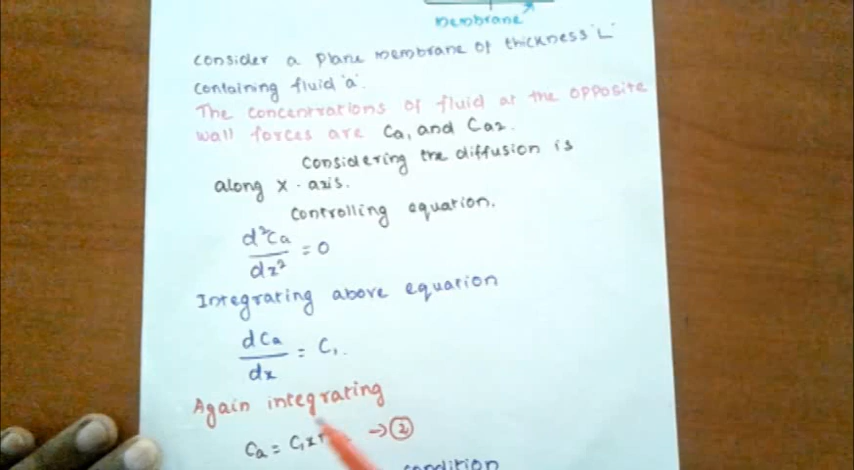 membrane
consider a plane membrane of thickness 'L'
containing fluid 'a'.
The concentrations of fluid at the opposite
wall forces are Ca, and Ca2.
Considering the diffusion is
along x-axis.
Controlling equation.
d²Ca
dx² = 0
Integrating above equation
dCa
dx = C₁.
Again integrating
Ca = C₁x → ②
condition